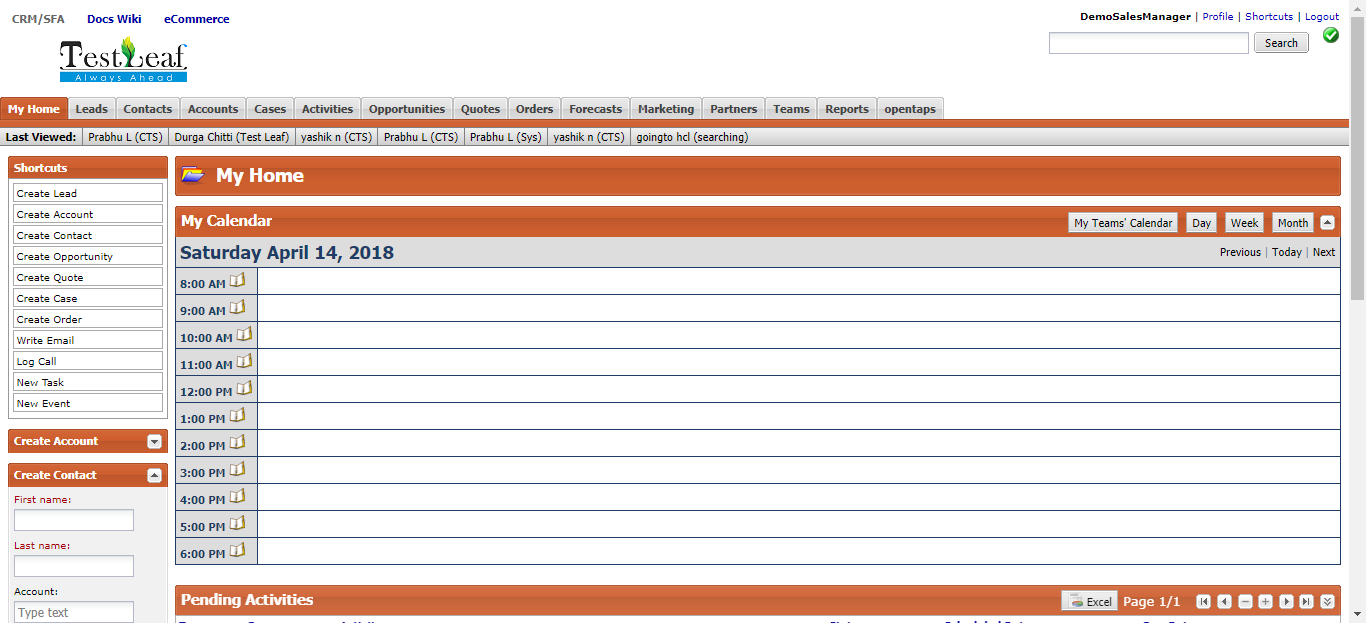 CRM/SFA Docs Wiki eCommerce
DemoSalesManager | Profile | Shortcuts | Logout
Search
TestLeaf
Always Ahead
My Home Leads Contacts Accounts Cases Activities Opportunities Quotes Orders Forecasts Marketing Partners Teams Reports opentaps
Last Viewed: Prabhu L (CTS) Durga Chitti (Test Leaf) yashik n (CTS) Prabhu L (CTS) Prabhu L (Sys) yashik n (CTS) goingto hcl (searching)
Shortcuts
Create Lead
Create Account
Create Contact
Create Opportunity
Create Quote
Create Case
Create Order
Write Email
Log Call
New Task
New Event
Create Account
Create Contact
First name:
Last name:
Account:
Type text
My Home
My Calendar My Teams' Calendar Day Week Month
Saturday April 14, 2018 Previous | Today | Next
8:00 AM
9:00 AM
10:00 AM
11:00 AM
12:00 PM
1:00 PM
2:00 PM
3:00 PM
4:00 PM
5:00 PM
6:00 PM
Pending Activities Excel Page 1/1